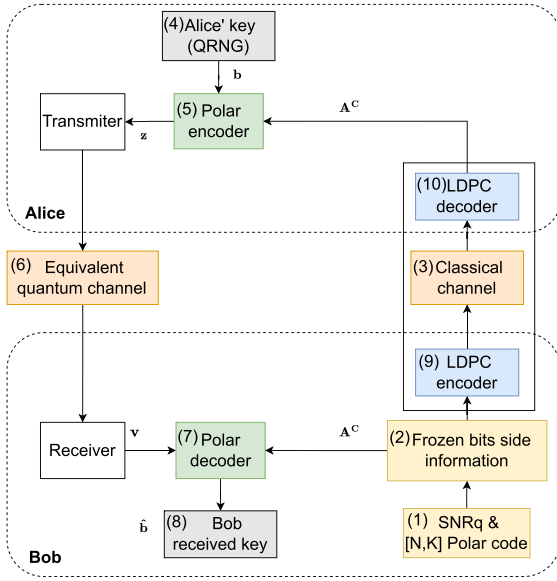 (4) Alice' key
(QRNG)
b
(5) Polar
encoder
A^C
Transmiter
z
(10) LDPC
decoder
Alice
(6) Equivalent
quantum channel
(3) Classical
channel
(9) LDPC
encoder
v
(7) Polar
decoder
A^C
Receiver
(2) Frozen bits side
information
b̂
(8) Bob
received key
(1) SNRq &
[N,K] Polar code
Bob